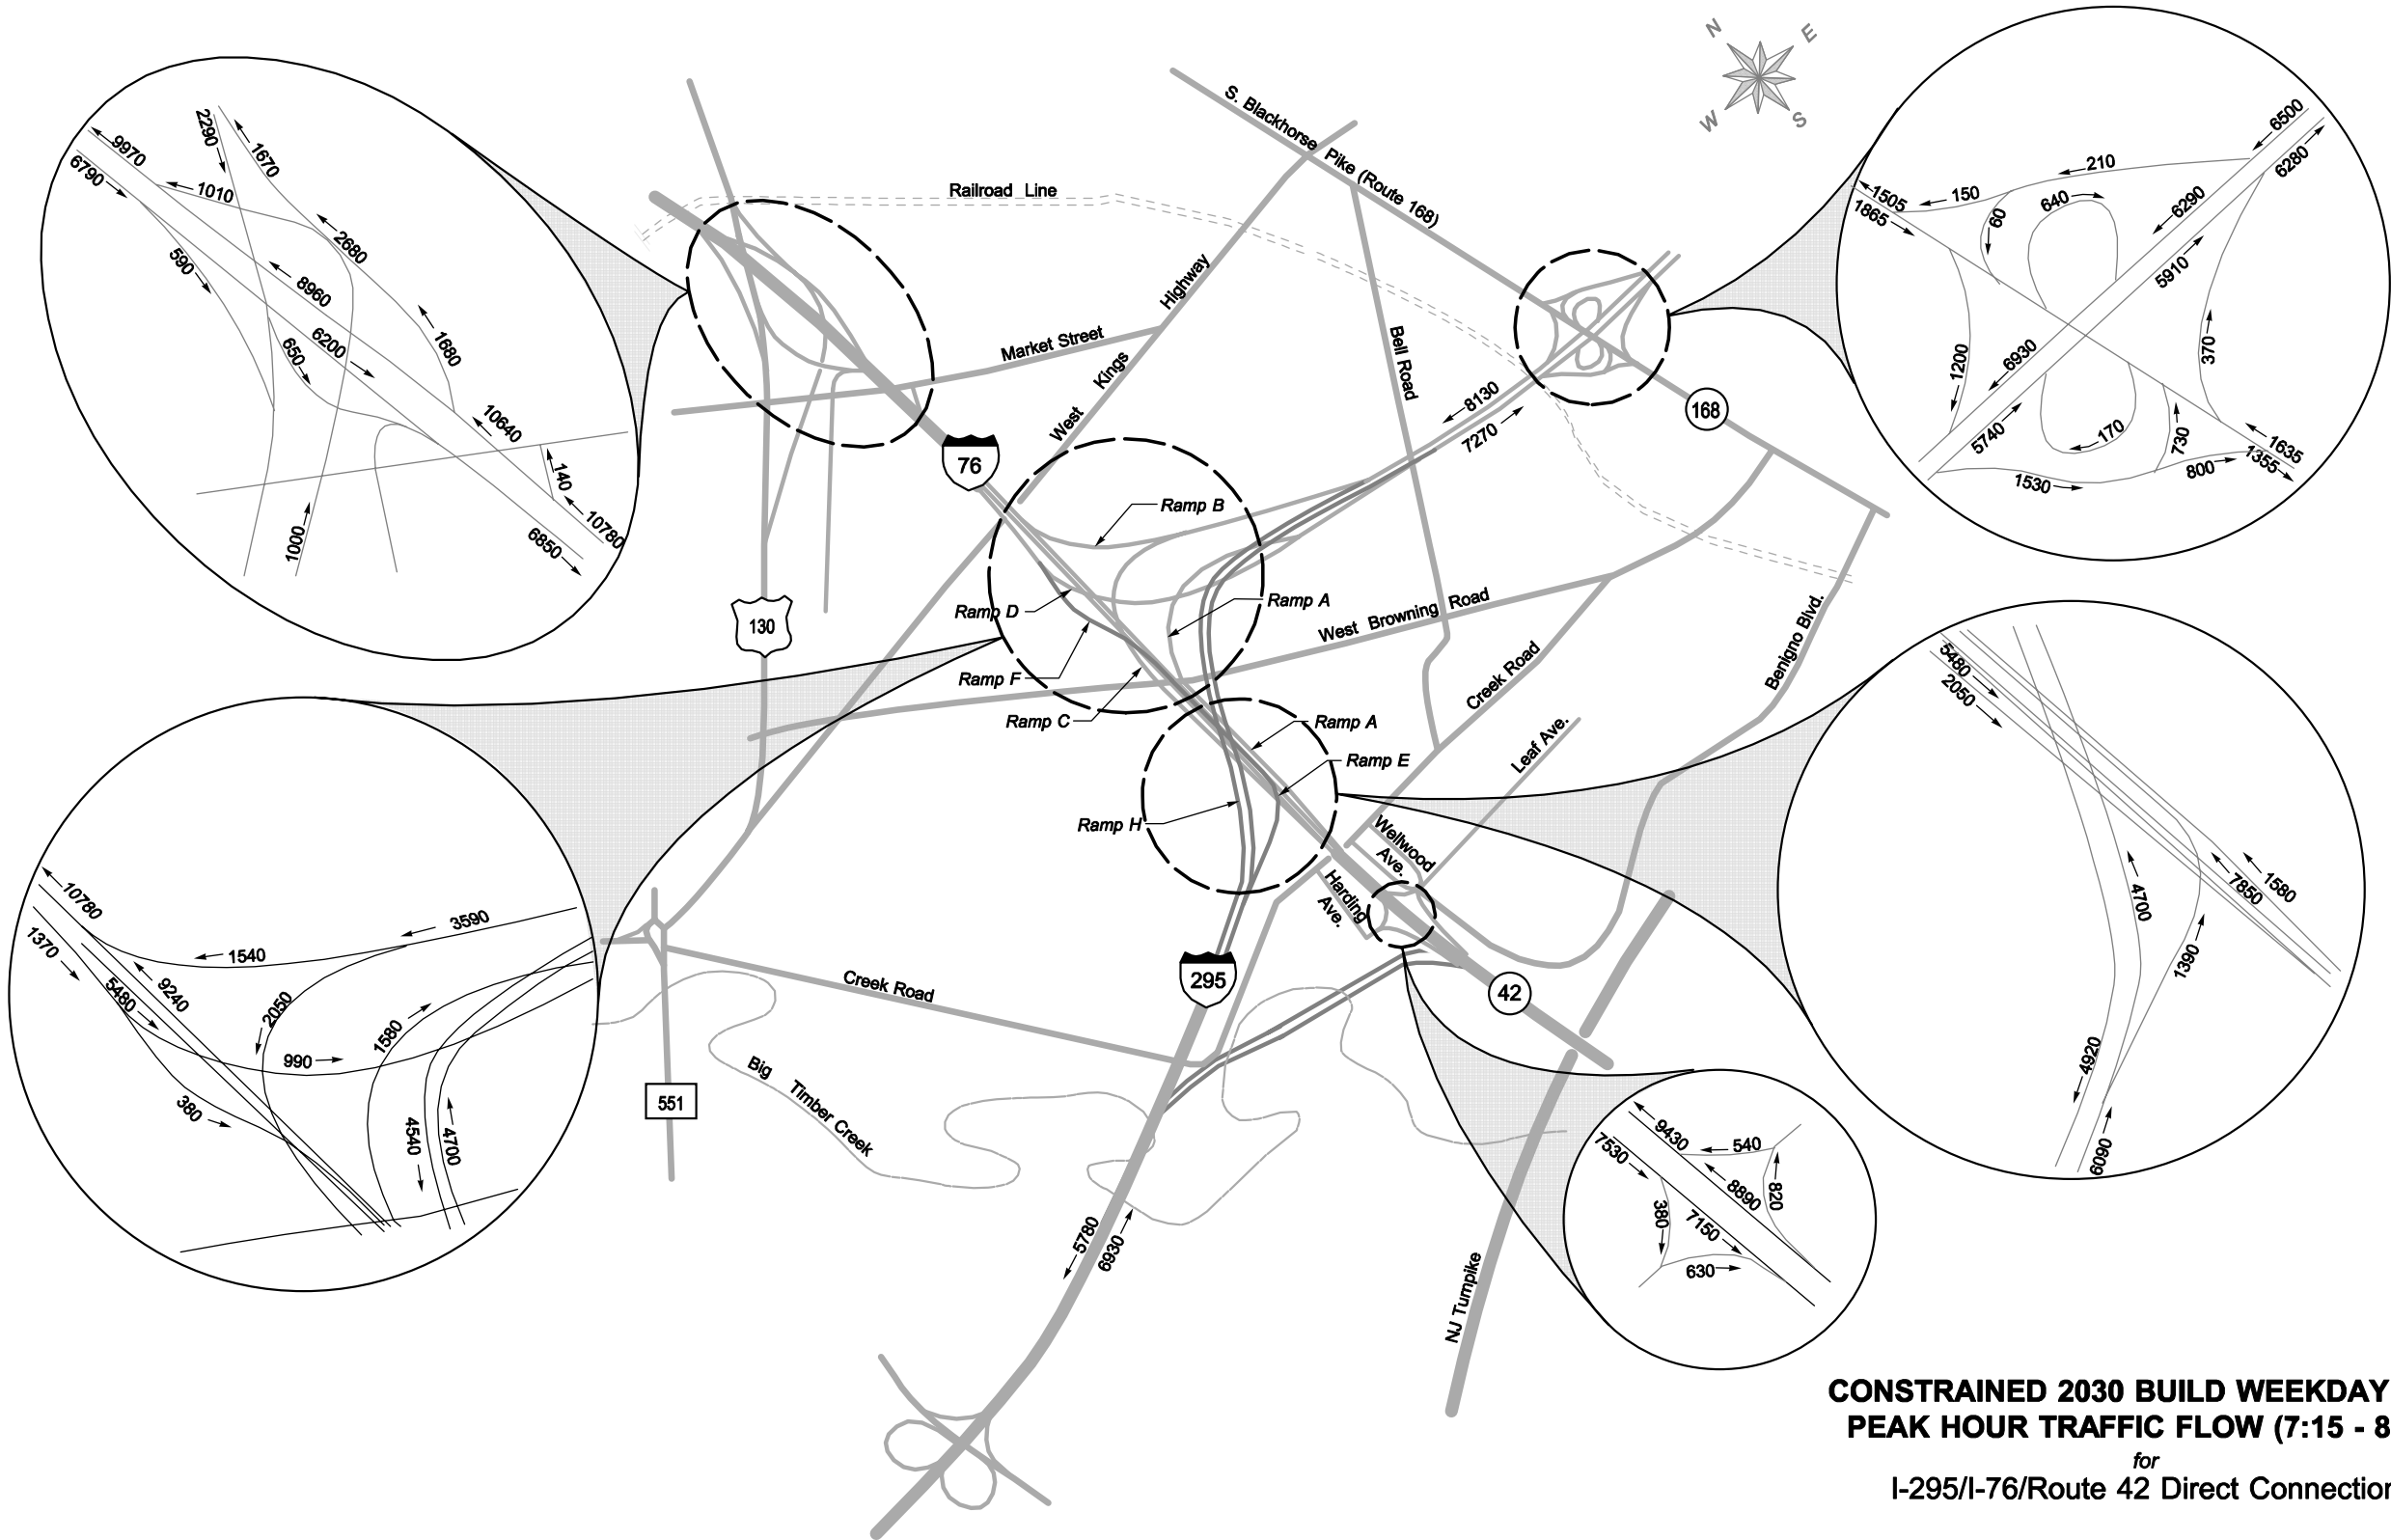 N
E
W
S
2290
1670
9970
6790
1010
2680
590
8960
650
6200
1680
10640
140
10780
1000
6850
S. Blackhorse Pike (Route 168)
Railroad Line
West Kings Highway
Market Street
Bell Road
8130
7270
168
76
6500
6280
210
1505
1865
150
60
640
6290
5910
1200
6930
370
5740
170
730
1635
1355
1530
800
Ramp B
Ramp D
Ramp A
Ramp F
Ramp C
West Browning Road
130
Creek Road
Benigno Blvd.
Leaf Ave.
Ramp A
Ramp E
Ramp H
Wellwood
Ave.
Harding
Ave.
5480
2050
4700
7850
1580
1390
4920
6090
10780
1370
3590
1540
5480
9240
2050
1580
990
380
4540
4700
Creek Road
295
42
Big Timber Creek
551
5780
6930
NJ Turnpike
9430
7530
540
8890
820
380
7150
630
CONSTRAINED 2030 BUILD WEEKDAY
PEAK HOUR TRAFFIC FLOW (7:15 - 8
for
I-295/I-76/Route 42 Direct Connection